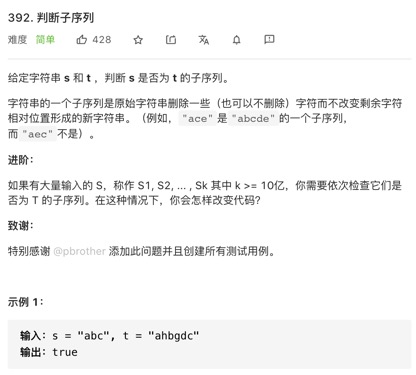 392. 判断子序列
难度 简单 428
给定字符串 s 和 t ，判断 s 是否为 t 的子序列。
字符串的一个子序列是原始字符串删除一些（也可以不删除）字符而不改变剩余字符
相对位置形成的新字符串。（例如，"ace"是"abcde"的一个子序列，
而"aec"不是）。
进阶：
如果有大量输入的 S，称作 S1, S2, ... , Sk 其中 k >= 10亿，你需要依次检查它们是
否为 T 的子序列。在这种情况下，你会怎样改变代码？
致谢：
特别感谢 @pbrother 添加此问题并且创建所有测试用例。
示例 1：
输入：s = "abc", t = "ahbgdc"
输出：true